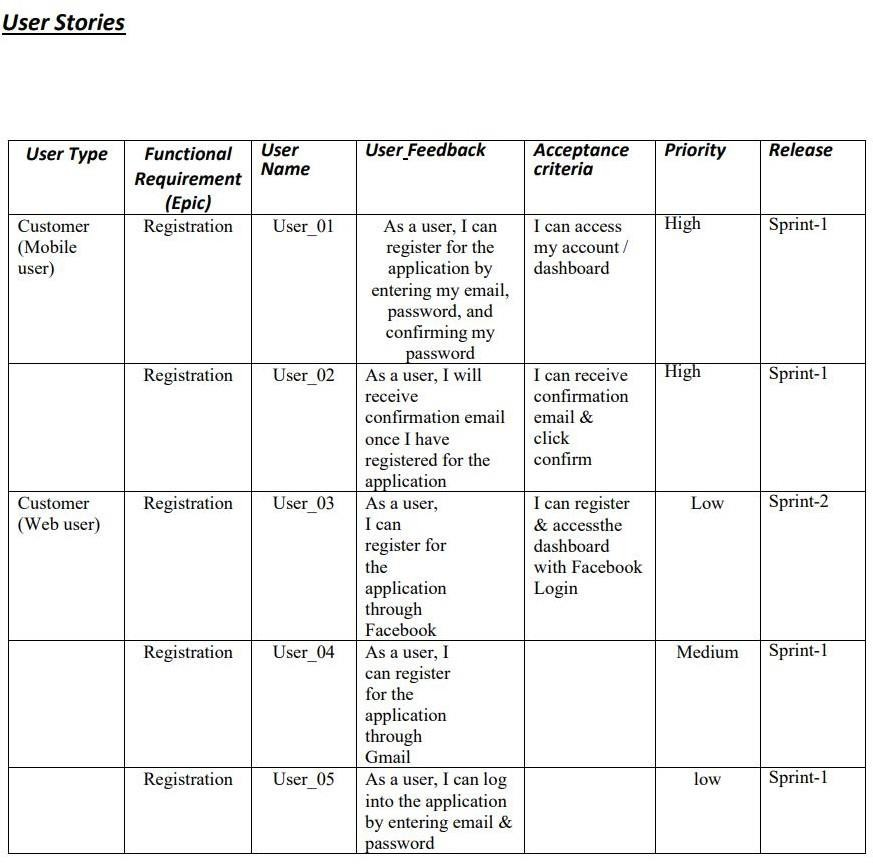 User Stories
User Type
Functional
Requirement
(Epic)
User
Name
User_Feedback
Acceptance
criteria
Priority
Release
Customer
(Mobile
user)
Registration
User_01
As a user, I can
register for the
application by
entering my email,
password, and
confirming my
password
I can access
my account /
dashboard
High
Sprint-1
Registration
User_02
As a user, I will
receive
confirmation email
once I have
registered for the
application
I can receive
confirmation
email &
click
confirm
High
Sprint-1
Customer
(Web user)
Registration
User_03
As a user,
I can
register for
the
application
through
Facebook
I can register
& accessthe
dashboard
with Facebook
Login
Low
Sprint-2
Registration
User_04
As a user, I
can register
for the
application
through
Gmail
Medium
Sprint-1
Registration
User_05
As a user, I can log
into the application
by entering email &
password
low
Sprint-1